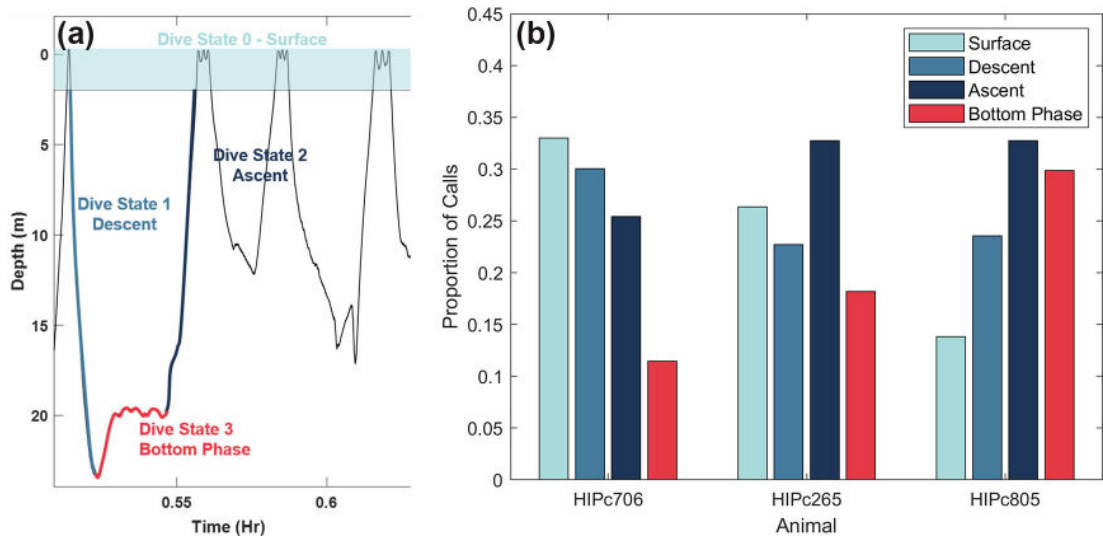 (a)
Dive State 0 - Surface
0
5
10
15
20
Depth (m)
Dive State 1
Descent
Dive State 2
Ascent
Dive State 3
Bottom Phase
0.55
0.6
Time (Hr)
(b)
0.45
0.4
0.35
0.3
0.25
0.2
0.15
0.1
0.05
0
Proportion of Calls
Surface
Descent
Ascent
Bottom Phase
HIPc706
HIPc265
HIPc805
Animal